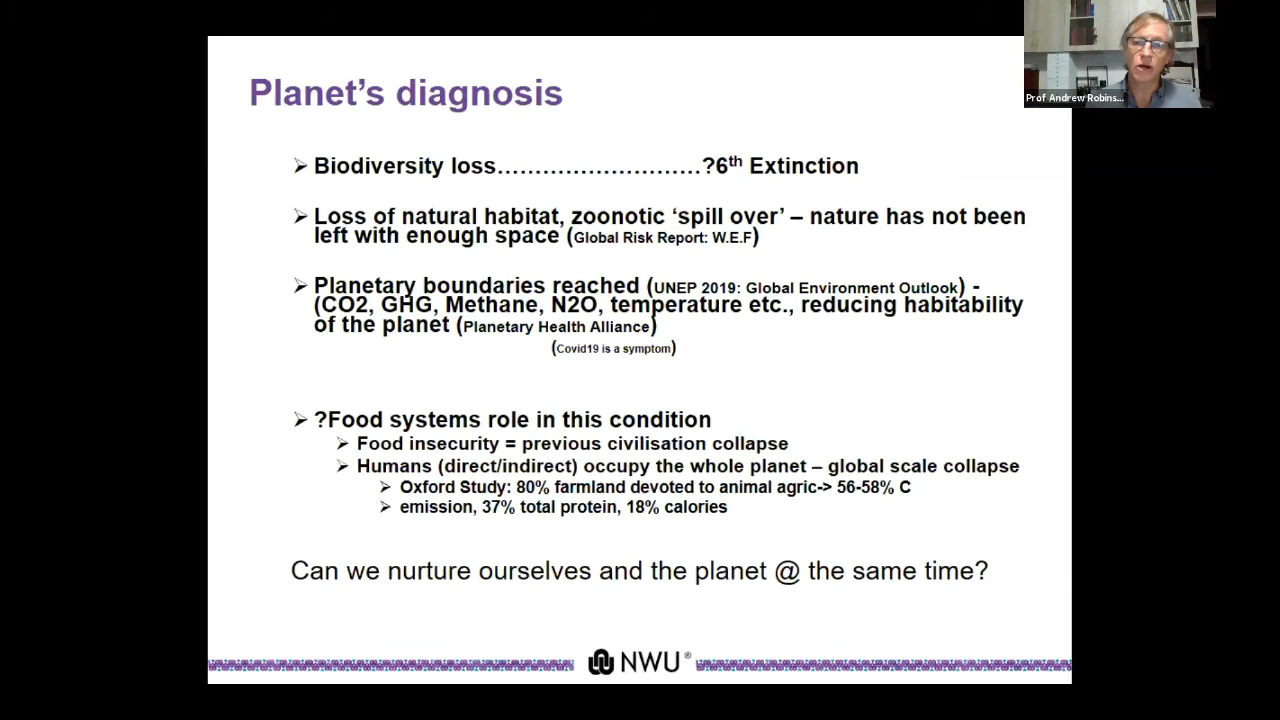 Planet's diagnosis
Prof Andrew Robins...
Biodiversity loss………………………?6th Extinction
Loss of natural habitat, zoonotic ‘spill over’ – nature has not been
left with enough space (Global Risk Report: W.E.F)
Planetary boundaries reached (UNEP 2019: Global Environment Outlook) -
(CO2, GHG, Methane, N2O, temperature etc., reducing habitability
of the planet (Planetary Health Alliance)
(Covid19 is a symptom)
?Food systems role in this condition
Food insecurity = previous civilisation collapse
Humans (direct/indirect) occupy the whole planet – global scale collapse
Oxford Study: 80% farmland devoted to animal agric-> 56-58% C
emission, 37% total protein, 18% calories
Can we nurture ourselves and the planet @ the same time?
NWU®